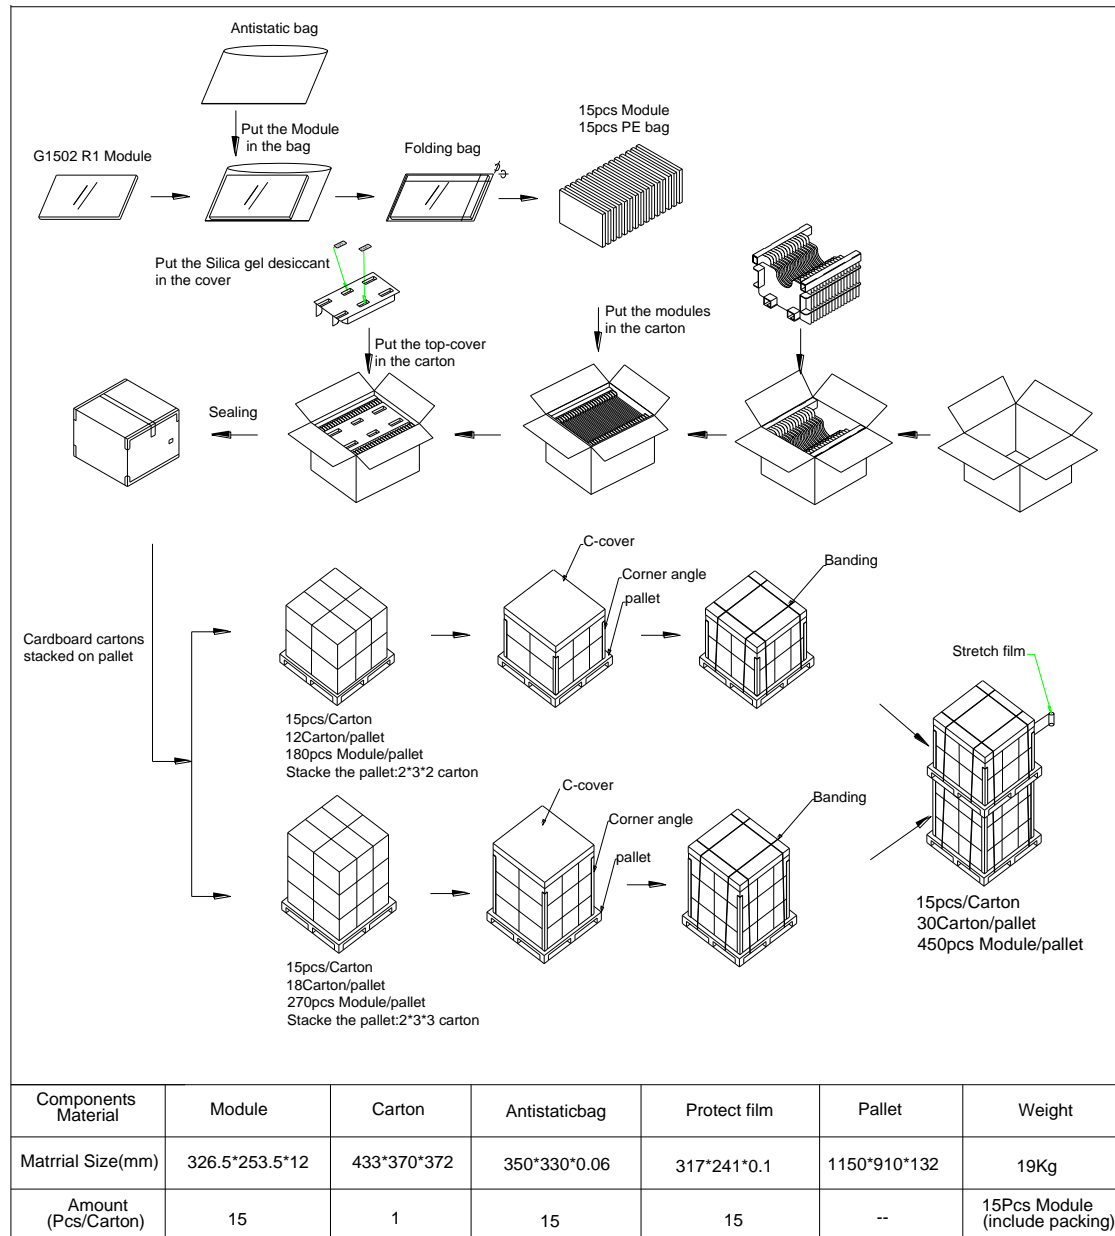 Antistatic bag
Put the Module
in the bag
15pcs Module
15pcs PE bag
G1502 R1 Module
Folding bag
Put the Silica gel desiccant
in the cover
Put the modules
in the carton
Put the top-cover
in the carton
Sealing
C-cover
Corner angle
pallet
Banding
Cardboard cartons
stacked on pallet
Stretch film
15pcs/Carton
12Carton/pallet
180pcs Module/pallet
Stacke the pallet:2*3*2 carton
C-cover
Corner angle
pallet
Banding
15pcs/Carton
30Carton/pallet
450pcs Module/pallet
15pcs/Carton
18Carton/pallet
270pcs Module/pallet
Stacke the pallet:2*3*3 carton
Components
Material
Module
Carton
Antistaticbag
Protect film
Pallet
Weight
Matrrial Size(mm)
326.5*253.5*12
433*370*372
350*330*0.06
317*241*0.1
1150*910*132
19Kg
Amount
(Pcs/Carton)
15
1
15
15
--
15Pcs Module
(include packing)